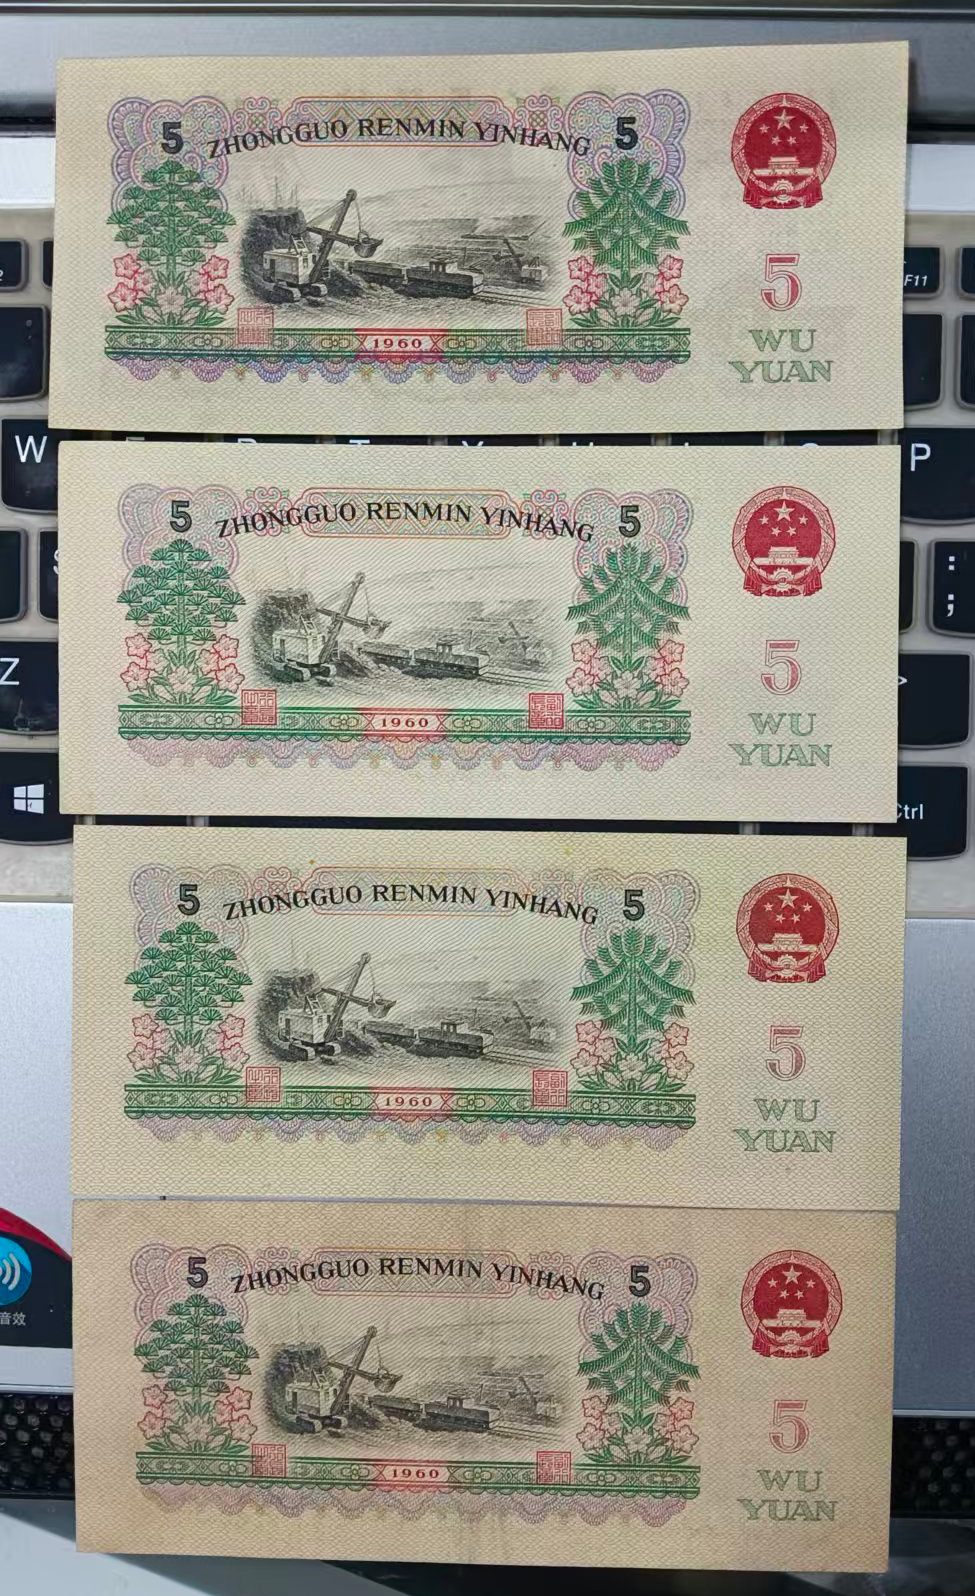 5 ZHONGGUO RENMIN YINHANG 5
1960
5
WU
YUAN
F11
W
P
5 ZHONGGUO RENMIN YINHANG 5
1960
5
WU
YUAN
:
;
Z
>
Ctrl
5 ZHONGGUO RENMIN YINHANG 5
1960
5
WU
YUAN
5 ZHONGGUO RENMIN YINHANG 5
1960
5
WU
YUAN
音效